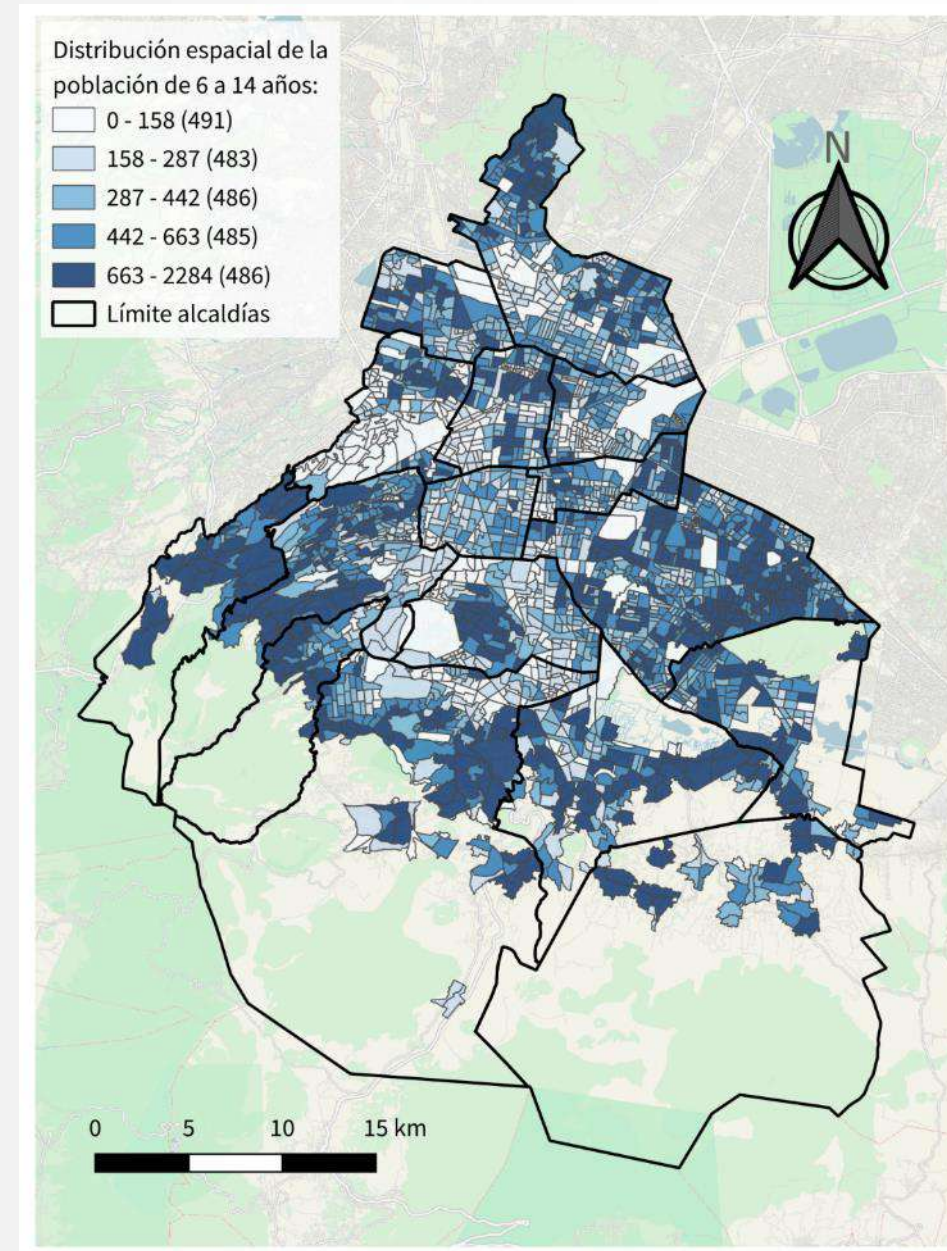 Distribución espacial de la
población de 6 a 14 años:
0 - 158 (491)
158 - 287 (483)
287 - 442 (486)
442 - 663 (485)
663 - 2284 (486)
Límite alcaldías
N
0 5 10 15 km